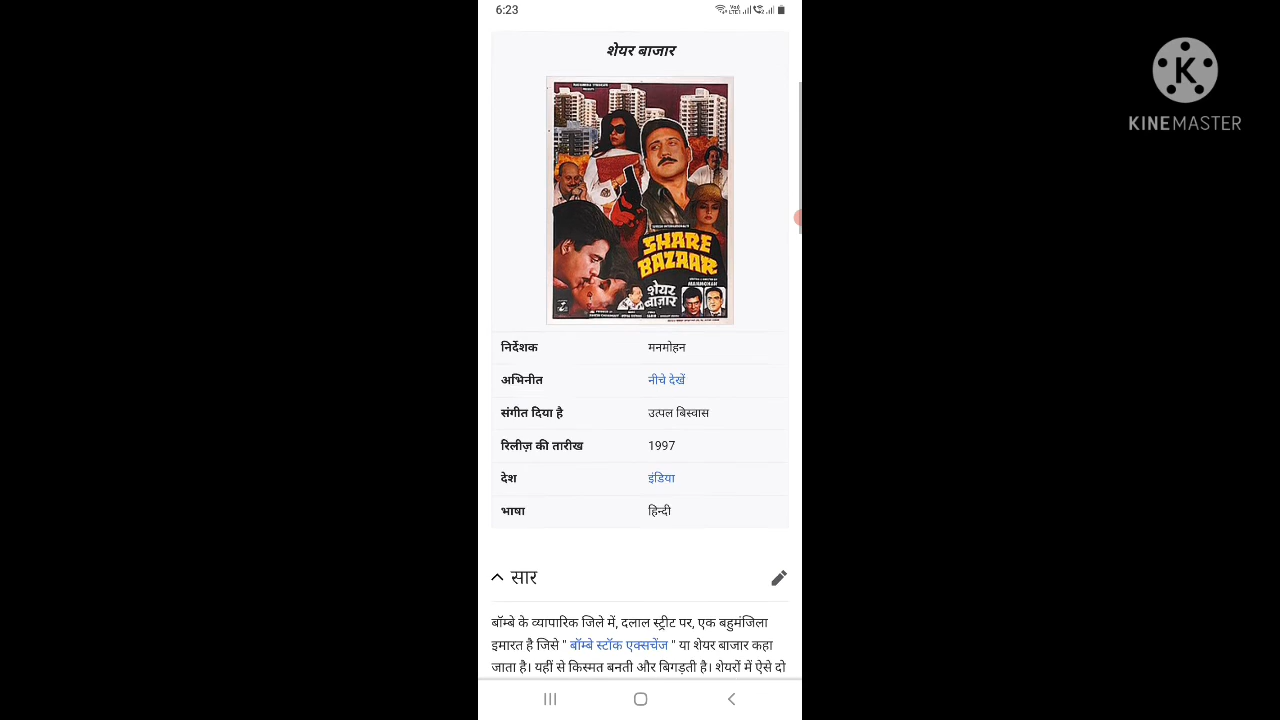 6:23
शेयर बाजार
SHARE
BAZAAR
MANMOHAN
शेयर
बाज़ार
निर्देशक मनमोहन
अभिनीत नीचे देखें
संगीत दिया है उत्पल बिस्वास
रिलीज़ की तारीख 1997
देश इंडिया
भाषा हिन्दी
सार
बॉम्बे के व्यापारिक जिले में, दलाल स्ट्रीट पर, एक बहुमंजिला
इमारत है जिसे " बॉम्बे स्टॉक एक्सचेंज " या शेयर बाजार कहा
जाता है। यहीं से किस्मत बनती और बिगड़ती है। शेयरों में ऐसे दो
K
KINEMASTER